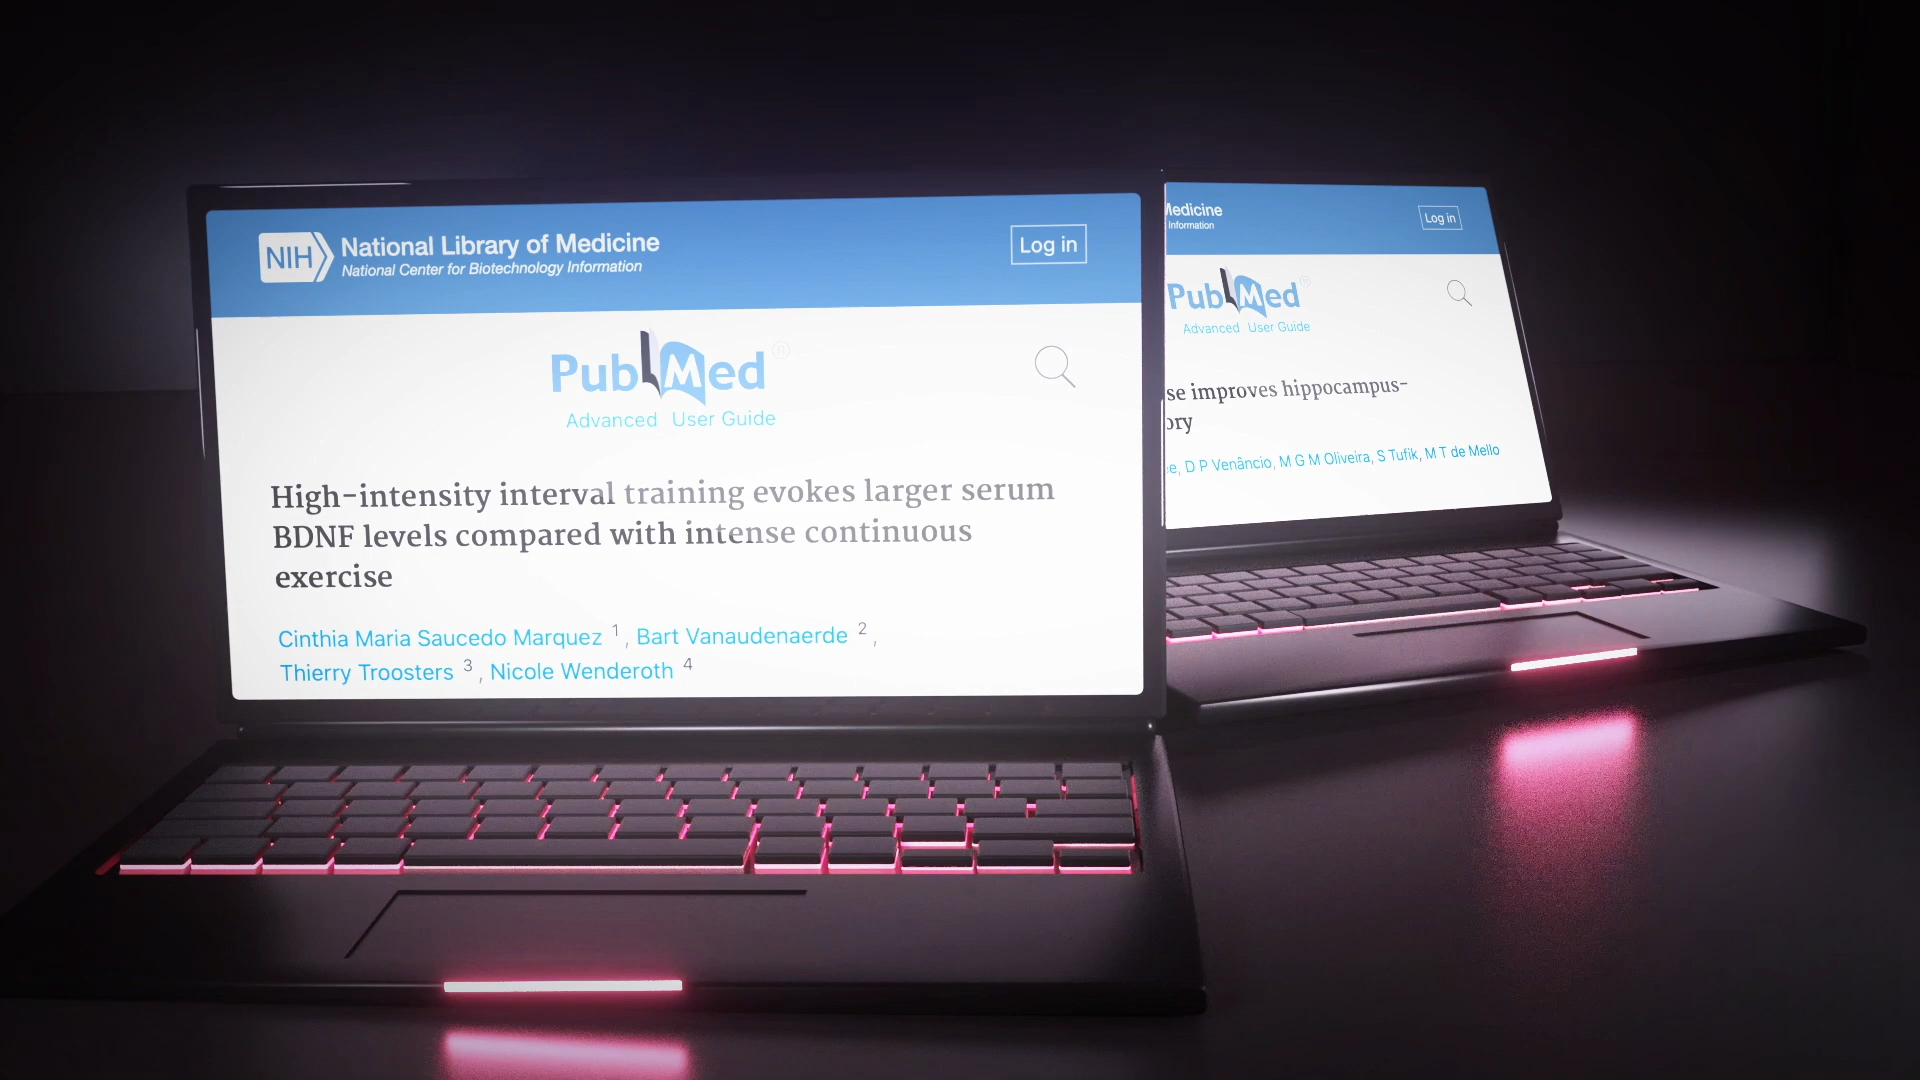 NIH National Library of Medicine
National Center for Biotechnology Information
Log in
PubMed®
Advanced User Guide
High-intensity interval training evokes larger serum
BDNF levels compared with intense continuous
exercise
Cinthia Maria Saucedo Marquez 1, Bart Vanaudenaerde 2,
Thierry Troosters 3, Nicole Wenderoth 4
Medicine
Information
Log in
PubMed®
Advanced User Guide
improves hippocampus-
D P Venâncio, M G M Oliveira, S Tufik, M T de Mello